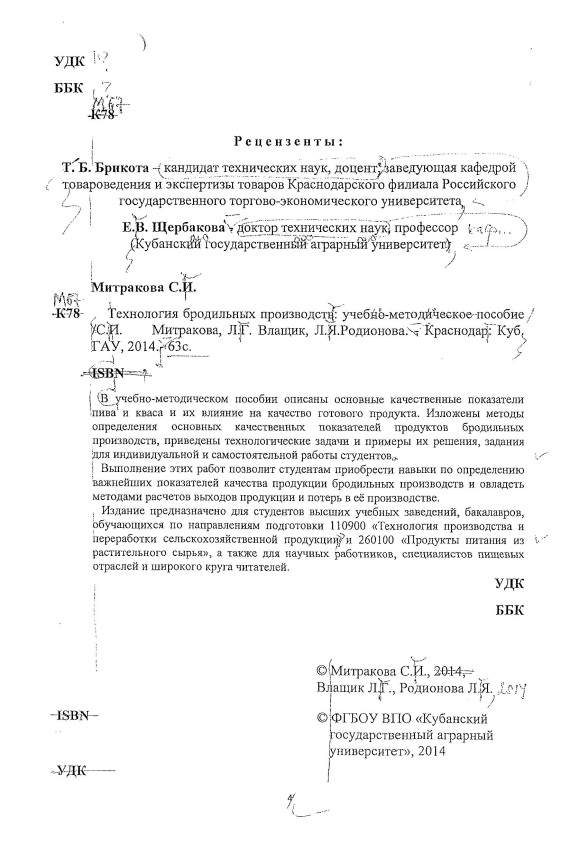 УДК
ББК
М67
К78
Рецензенты:
Т. Б. Брикота – кандидат технических наук, доцент, заведующая кафедрой
товароведения и экспертизы товаров Краснодарского филиала Российского
государственного торгово-экономического университета
Е.В. Щербакова – доктор технических наук, профессор каф...
(Кубанский государственный аграрный университет)
Митракова С.И.
М67
К78 Технология бродильных производств: учебно-методическое пособие /
С.И. Митракова, Л.Г. Влащик, Л.Я.Родионова. – Краснодар: Куб.
ГАУ, 2014.- 63с.
ISBN
В учебно-методическом пособии описаны основные качественные показатели
пива и кваса и их влияние на качество готового продукта. Изложены методы
определения основных качественных показателей продуктов бродильных
производств, приведены технологические задачи и примеры их решения, задания
для индивидуальной и самостоятельной работы студентов.
Выполнение этих работ позволит студентам приобрести навыки по определению
важнейших показателей качества продукции бродильных производств и овладеть
методами расчетов выходов продукции и потерь в её производстве.
Издание предназначено для студентов высших учебных заведений, бакалавров,
обучающихся по направлениям подготовки 110900 «Технология производства и
переработки сельскохозяйственной продукции» и 260100 «Продукты питания из
растительного сырья», а также для научных работников, специалистов пищевых
отраслей и широкого круга читателей.
УДК
ББК
© Митракова С.И., 2014,
Влащик Л.Г., Родионова Л.Я. 2014
ISBN
© ФГБОУ ВПО «Кубанский
государственный аграрный
университет», 2014
УДК